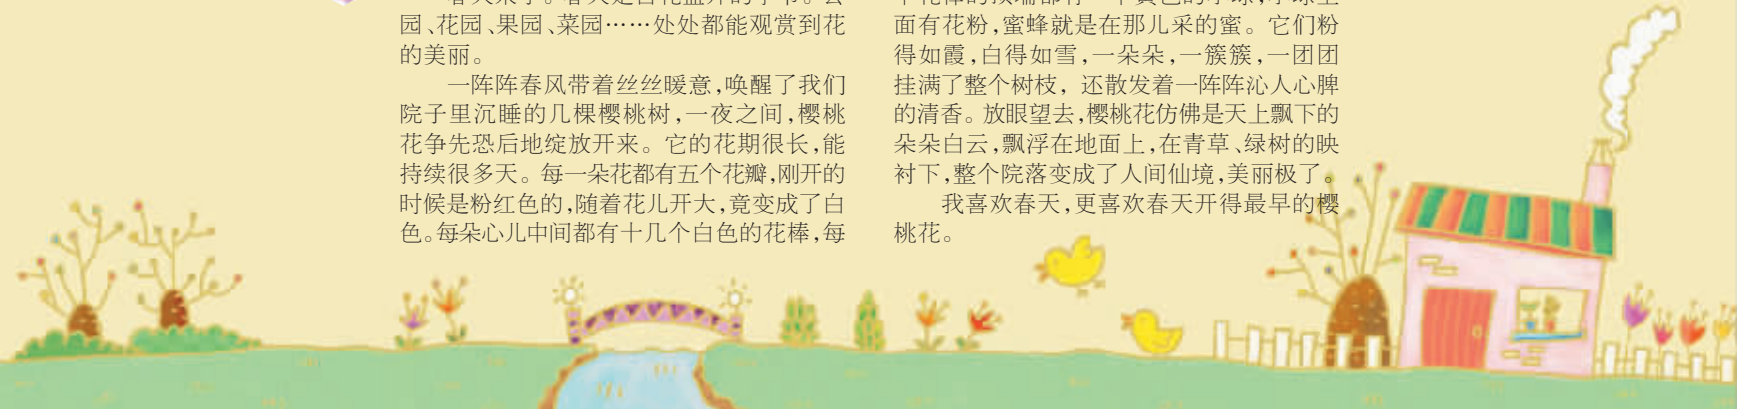 园、花园、果园、菜园……处处都能观赏到花
的美丽。
一阵阵春风带着丝丝暖意,唤醒了我们
院子里沉睡的几棵樱桃树,一夜之间,樱桃
花争先恐后地绽放开来。它的花期很长,能
持续很多天。每一朵花都有五个花瓣,刚开的
时候是粉红色的,随着花儿开大,竟变成了白
色。每朵心儿中间都有十几个白色的花棒,每
面有花粉,蜜蜂就是在那儿采的蜜。它们粉
得如霞,白得如雪,一朵朵,一簇簇,一团团
挂满了整个树枝,还散发着一阵阵沁人心脾
的清香。放眼望去,樱桃花仿佛是天上飘下的
朵朵白云,飘浮在地面上,在青草、绿树的映
衬下,整个院落变成了人间仙境,美丽极了。
我喜欢春天,更喜欢春天开得最早的樱
桃花。